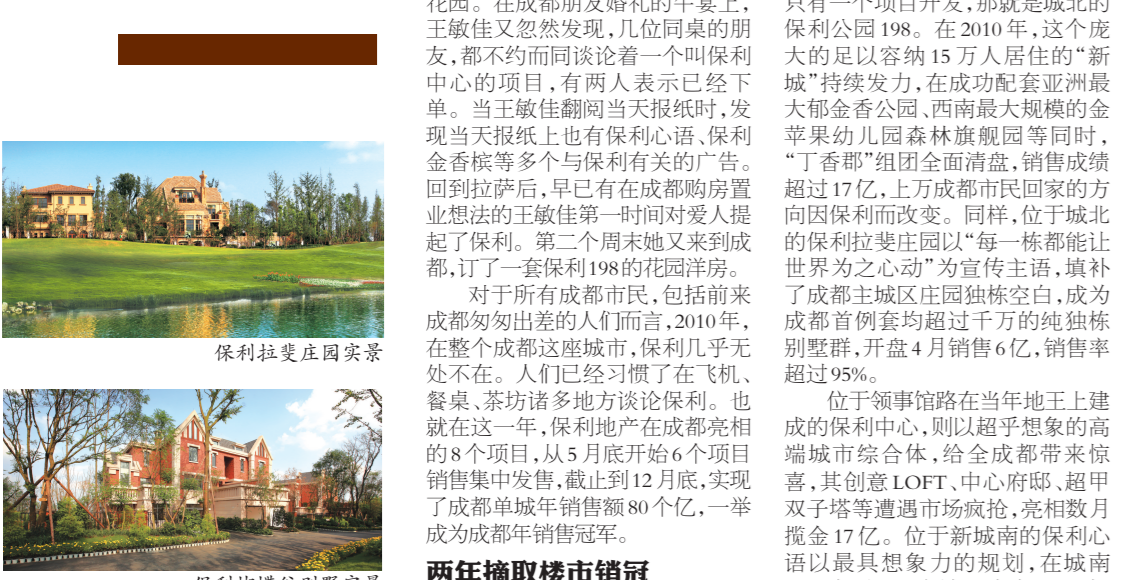 保利拉斐庄园实景
花园。在成都朋友婚礼的午宴上，
王敏佳又忽然发现，几位同桌的朋
友，都不约而同谈论着一个叫保利
中心的项目，有两人表示已经下
单。当王敏佳翻阅当天报纸时，发
现当天报纸上也有保利心语、保利
金香槟等多个与保利有关的广告。
回到拉萨后，早已有在成都购房置
业想法的王敏佳第一时间对爱人提
起了保利。第二个周末她又来到成
都，订了一套保利198的花园洋房。
对于所有成都市民，包括前来
成都匆匆出差的人们而言，2010年，
在整个成都这座城市，保利几乎无
处不在。人们已经习惯了在飞机、
餐桌、茶坊诸多地方谈论保利。也
就在这一年，保利地产在成都亮相
的8个项目，从5月底开始6个项目
销售集中发售，截止到12月底，实现
了成都单城年销售额80个亿，一举
成为成都年销售冠军。
两年摘取楼市销冠
只有一个项目开发，那就是城北的
保利公园198。在2010年，这个庞
大的足以容纳15万人居住的“新
城”持续发力，在成功配套亚洲最
大郁金香公园、西南最大规模的金
苹果幼儿园森林旗舰园等同时，
“丁香郡”组团全面清盘，销售成绩
超过17亿，上万成都市民回家的方
向因保利而改变。同样，位于城北
的保利拉斐庄园以“每一栋都能让
世界为之心动”为宣传主语，填补
了成都主城区庄园独栋空白，成为
成都首例套均超过千万的纯独栋
别墅群，开盘4月销售6亿，销售率
超过95%。
位于领事馆路在当年地王上建
成的保利中心，则以超乎想象的高
端城市综合体，给全成都带来惊
喜，其创意LOFT、中心府邸、超甲
双子塔等遭遇市场疯抢，亮相数月
揽金17亿。位于新城南的保利心
语以最具想象力的规划，在城南